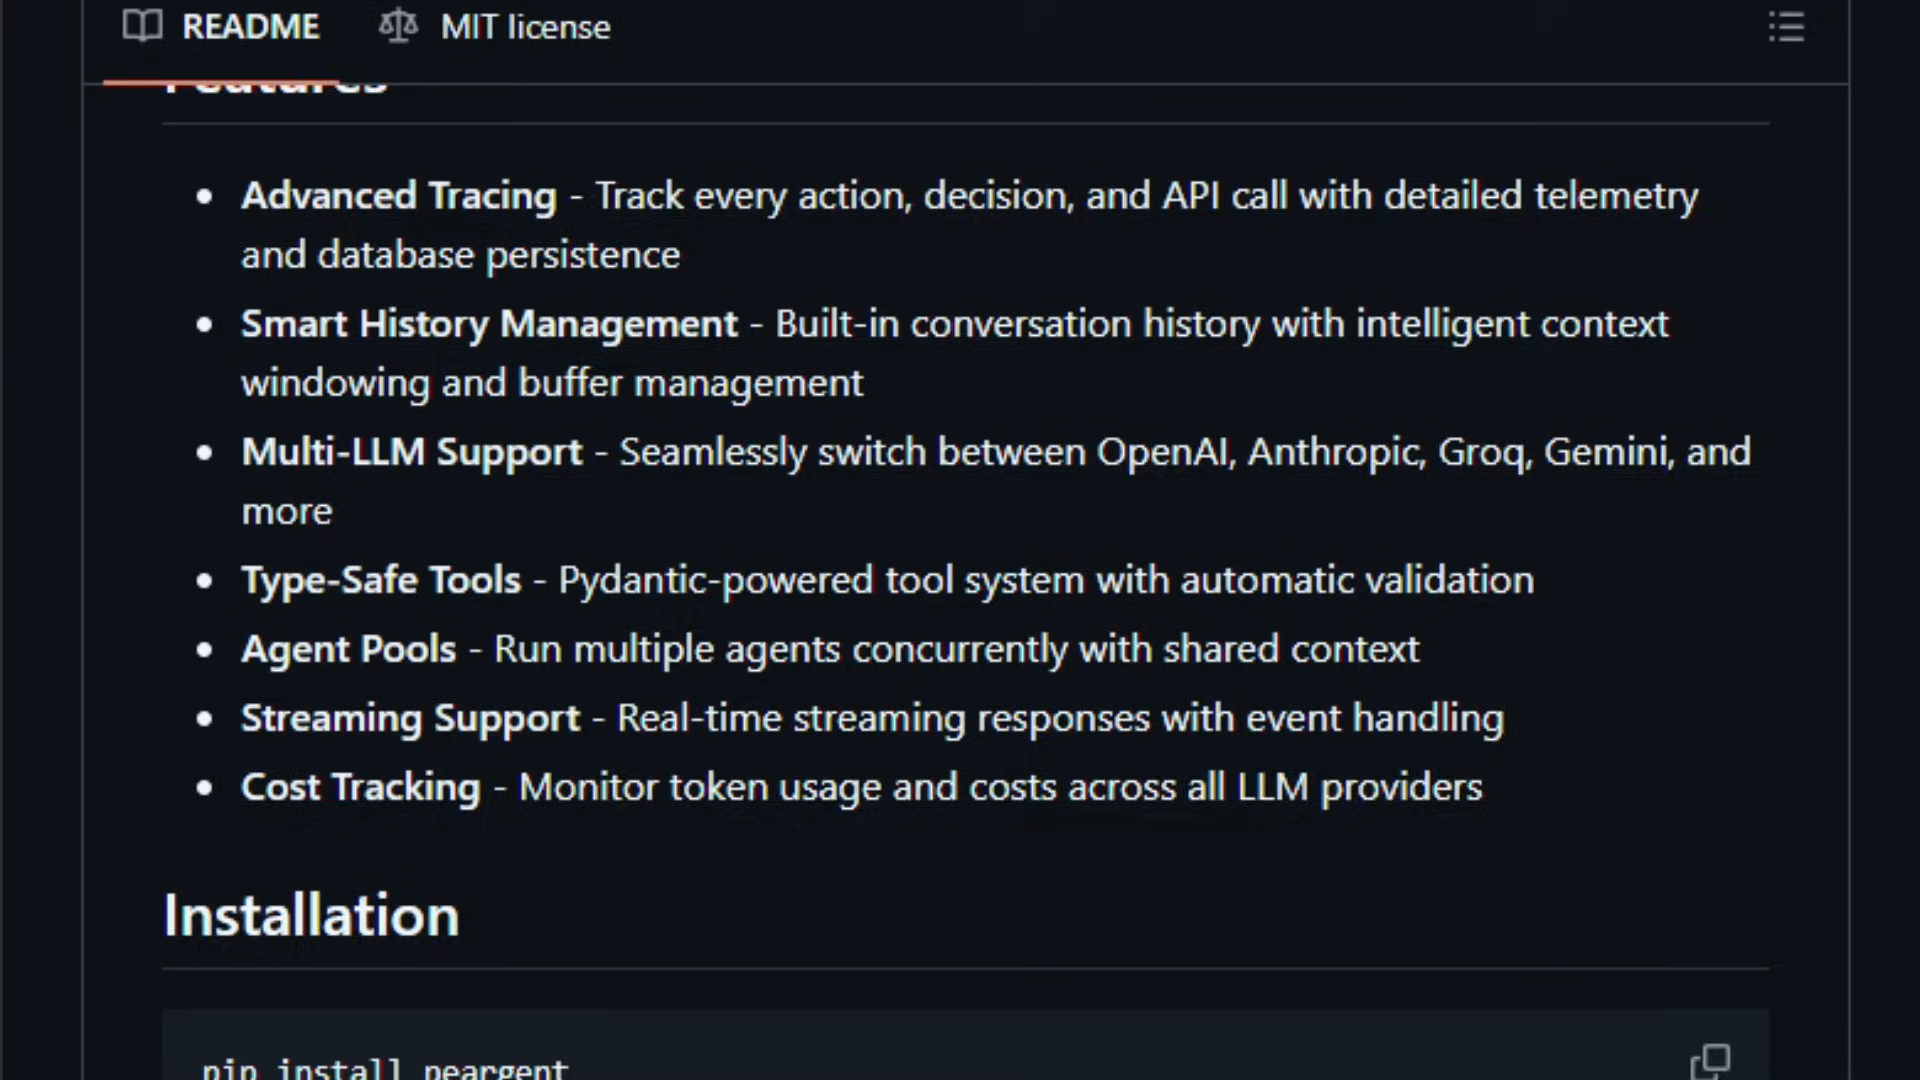 README MIT license
Features
Advanced Tracing - Track every action, decision, and API call with detailed telemetry
and database persistence
Smart History Management - Built-in conversation history with intelligent context
windowing and buffer management
Multi-LLM Support - Seamlessly switch between OpenAI, Anthropic, Groq, Gemini, and
more
Type-Safe Tools - Pydantic-powered tool system with automatic validation
Agent Pools - Run multiple agents concurrently with shared context
Streaming Support - Real-time streaming responses with event handling
Cost Tracking - Monitor token usage and costs across all LLM providers
Installation
pip install peargent